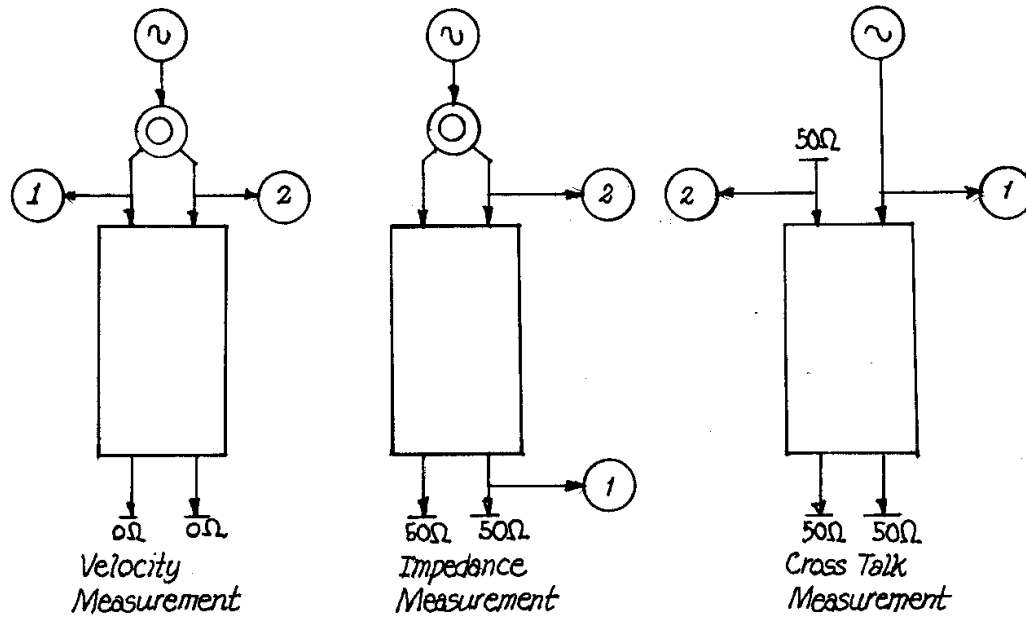 50Ω
1
2
2
2
1
1
0Ω 0Ω
50Ω 50Ω
50Ω 50Ω
Velocity
Measurement
Impedance
Measurement
Cross Talk
Measurement